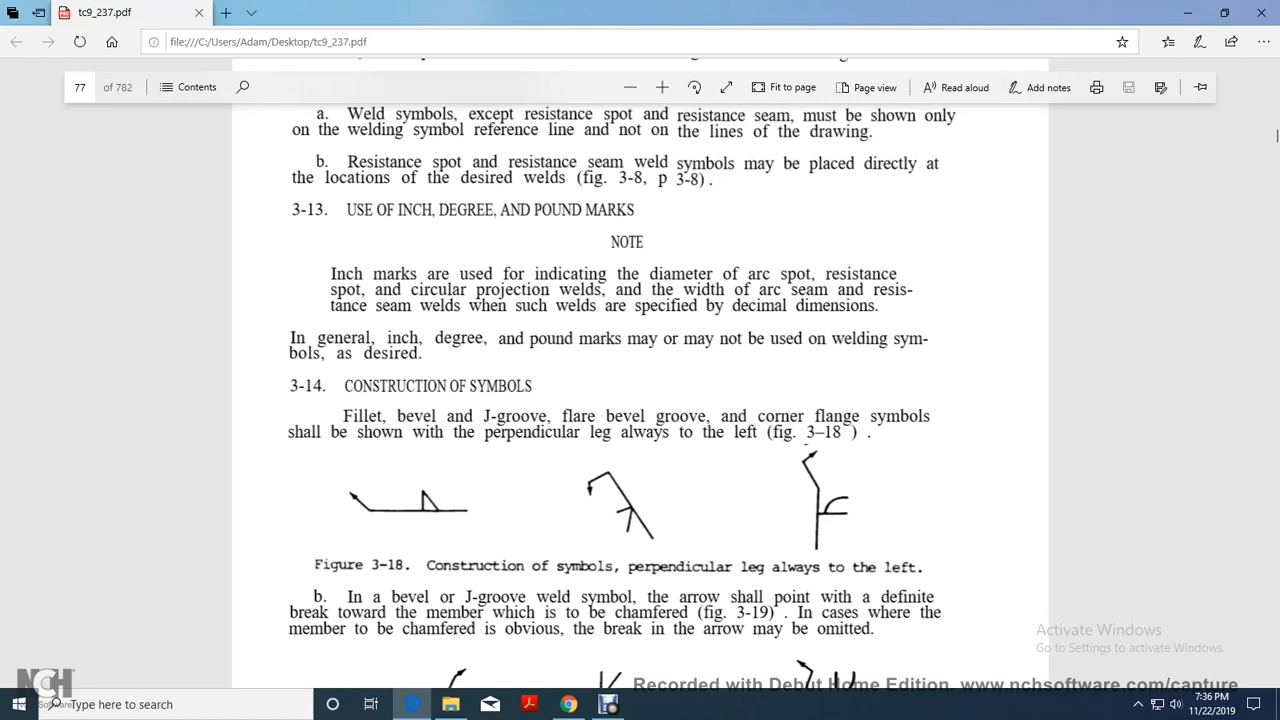 tc9_237.pdf
file:///C:/Users/Adam/Desktop/tc9_237.pdf
77 of 782 Contents Fit to page Page view Read aloud Add notes
a. Weld symbols, except resistance spot and resistance seam, must be shown only
on the welding symbol reference line and not on the lines of the drawing.
b. Resistance spot and resistance seam weld symbols may be placed directly at
the locations of the desired welds (fig. 3-8, p 3-8) .
3-13. USE OF INCH, DEGREE, AND POUND MARKS
NOTE
Inch marks are used for indicating the diameter of arc spot, resistance
spot, and circular projection welds, and the width of arc seam and resis-
tance seam welds when such welds are specified by decimal dimensions.
In general, inch, degree, and pound marks may or may not be used on welding sym-
bols, as desired.
3-14. CONSTRUCTION OF SYMBOLS
Fillet, bevel and J-groove, flare bevel groove, and corner flange symbols
shall be shown with the perpendicular leg always to the left (fig. 3–18 ) .
Figure 3-18. Construction of symbols, perpendicular leg always to the left.
b. In a bevel or J-groove weld symbol, the arrow shall point with a definite
break toward the member which is to be chamfered (fig. 3-19) . In cases where the
member to be chamfered is obvious, the break in the arrow may be omitted.
Activate Windows
Go to Settings to activate Windows.
NCH
Software
Recorded with Debut Home Edition. www.nchsoftware.com/capture
Type here to search
7:36 PM
11/22/2019